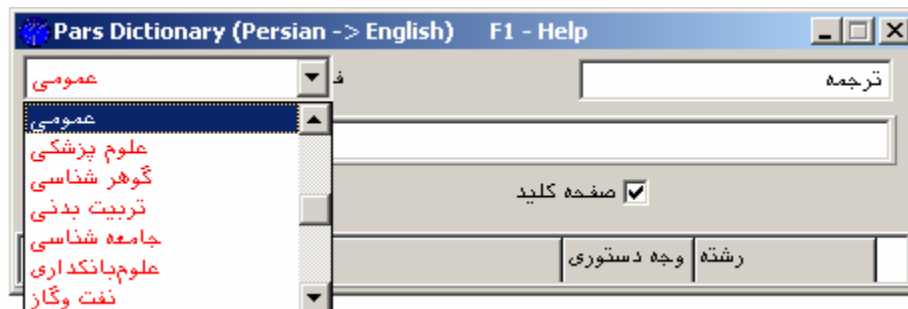 Pars Dictionary (Persian -> English) F1 - Help
ترجمه
عمومی
عمومی
علوم پزشکی
گوهر شناسی
تربیت بدنی
جامعه شناسی
علوم‌بانکداری
نفت وگاز
صفحه کلید
رشته
وجه دستوری